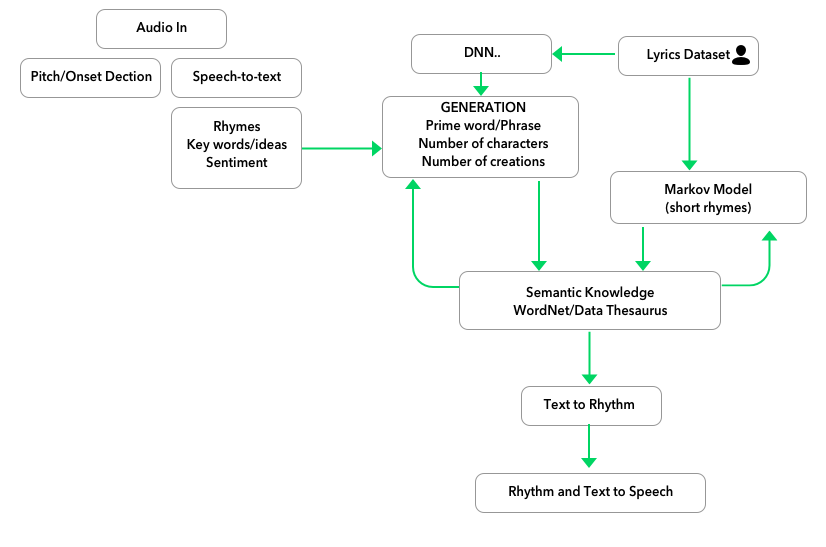 Audio In
Pitch/Onset Dection
Speech-to-text
Rhymes
Key words/ideas
Sentiment
DNN..
Lyrics Dataset
GENERATION
Prime word/Phrase
Number of characters
Number of creations
Markov Model
(short rhymes)
Semantic Knowledge
WordNet/Data Thesaurus
Text to Rhythm
Rhythm and Text to Speech